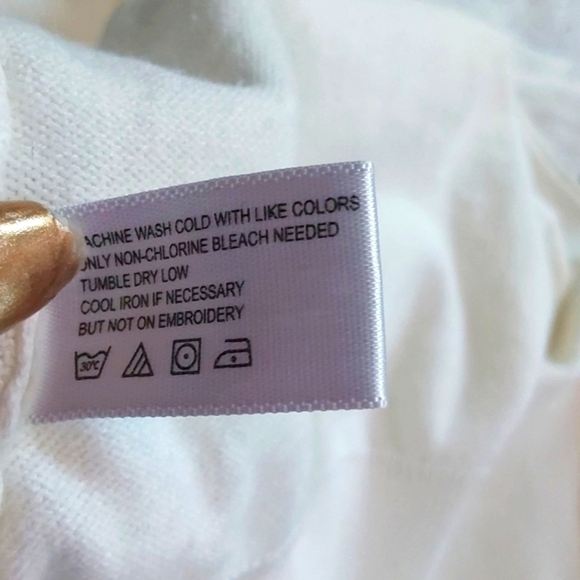 ACHINE WASH COLD WITH LIKE COLORS
ONLY NON-CHLORINE BLEACH NEEDED
TUMBLE DRY LOW
COOL IRON IF NECESSARY
BUT NOT ON EMBROIDERY
30°C